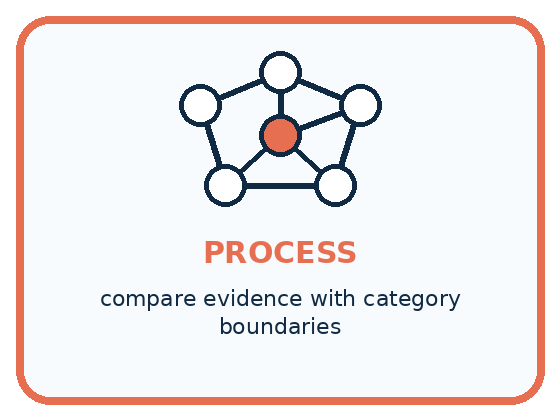 PROCESS
compare evidence with category
boundaries